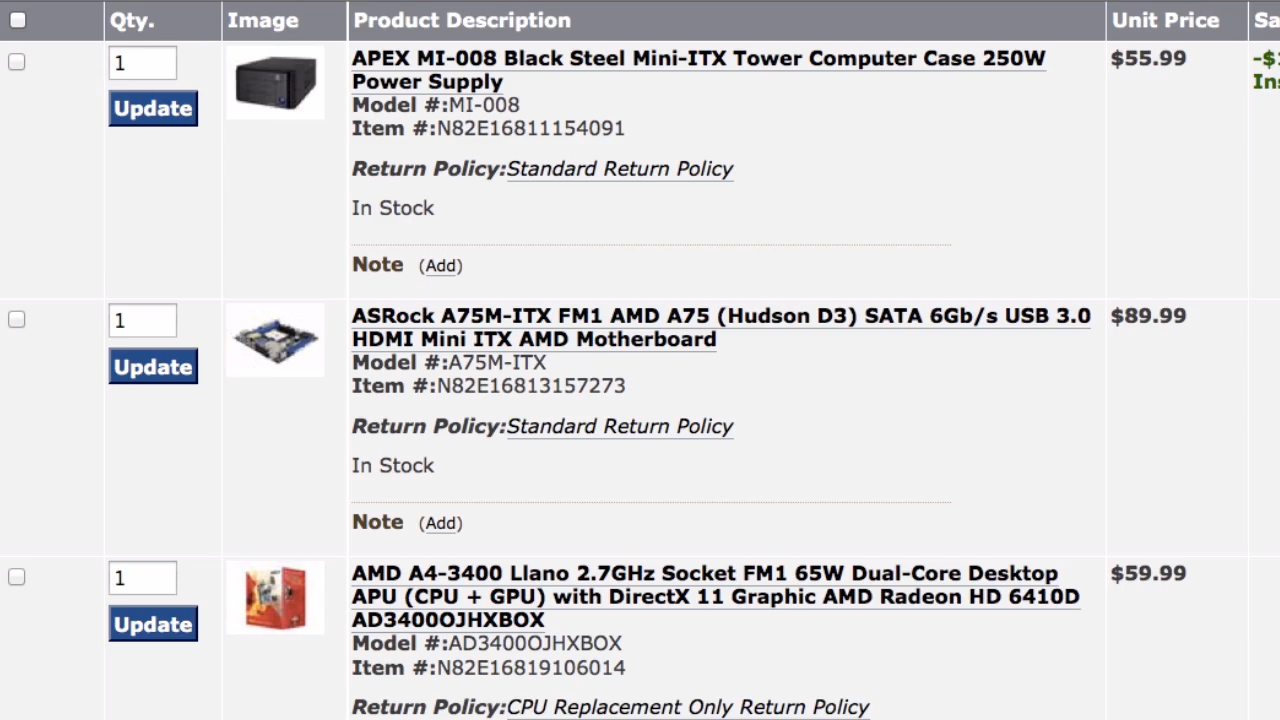 Qty. Image Product Description Unit Price Sa
1 APEX MI-008 Black Steel Mini-ITX Tower Computer Case 250W $55.99 -$
Power Supply
Update Model #:MI-008
Item #:N82E16811154091
Return Policy:Standard Return Policy
In Stock
Note (Add)
1 ASRock A75M-ITX FM1 AMD A75 (Hudson D3) SATA 6Gb/s USB 3.0 $89.99
HDMI Mini ITX AMD Motherboard
Update Model #:A75M-ITX
Item #:N82E16813157273
Return Policy:Standard Return Policy
In Stock
Note (Add)
1 AMD A4-3400 Llano 2.7GHz Socket FM1 65W Dual-Core Desktop $59.99
APU (CPU + GPU) with DirectX 11 Graphic AMD Radeon HD 6410D
Update AD3400OJHXBOX
Model #:AD3400OJHXBOX
Item #:N82E16819106014
Return Policy:CPU Replacement Only Return Policy